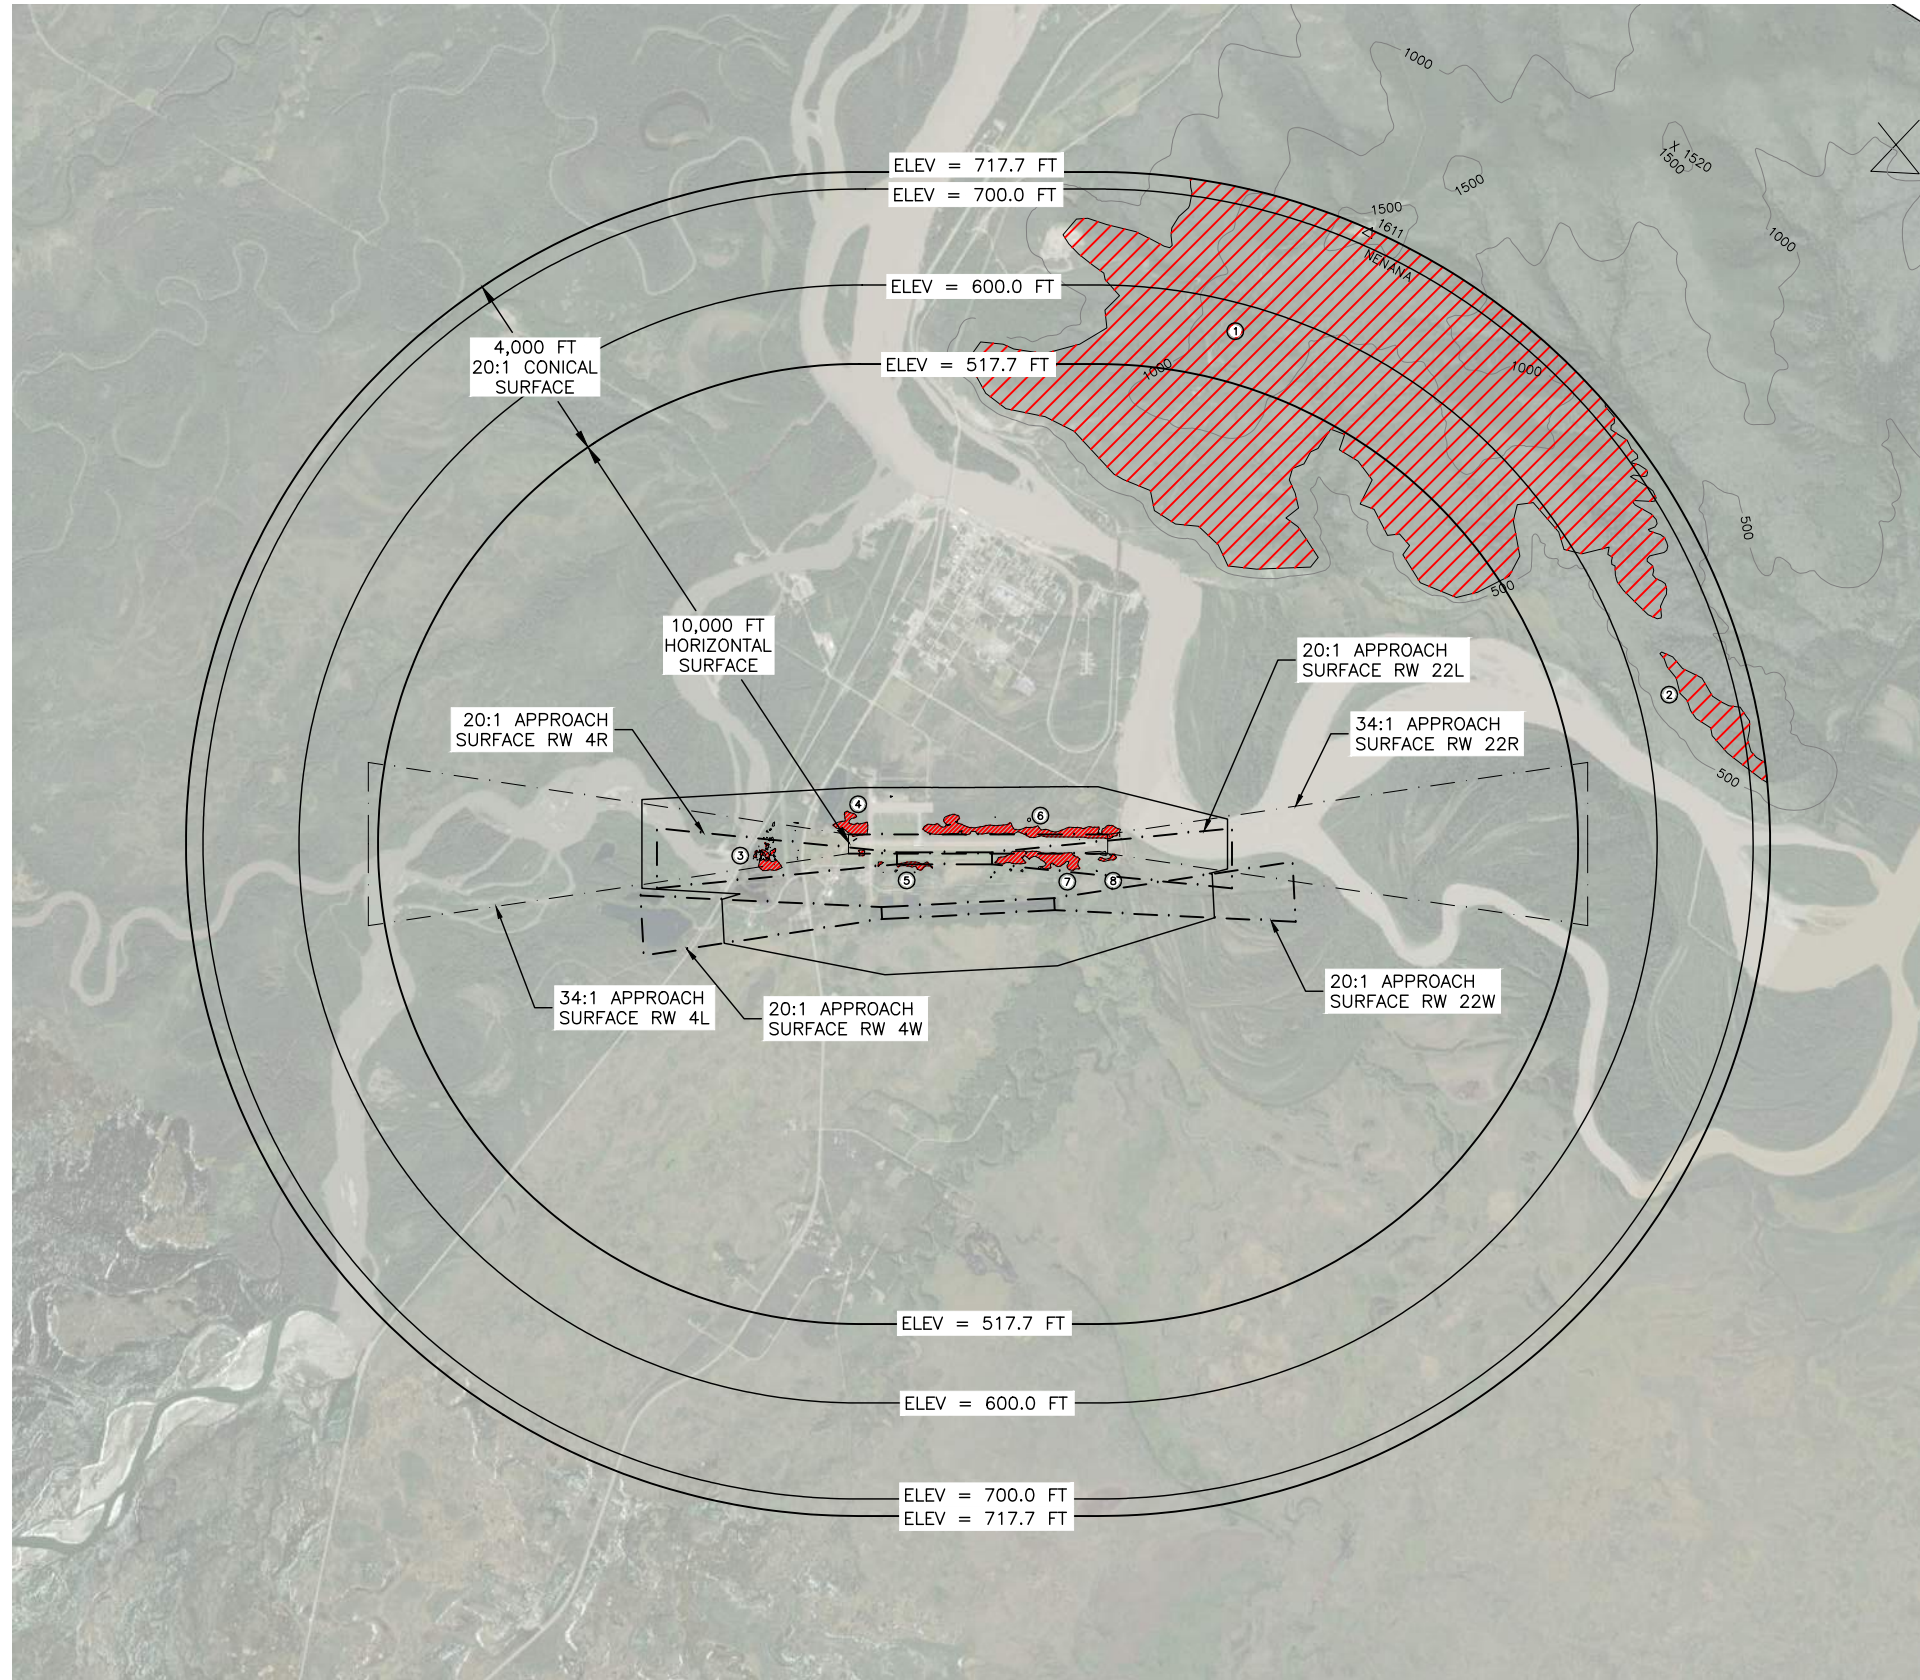 1000
X 1520
1500
1500
1500
1611
NENANA
1000
ELEV = 717.7 FT
ELEV = 700.0 FT
ELEV = 600.0 FT
ELEV = 517.7 FT
4,000 FT
20:1 CONICAL
SURFACE
1
1000
1000
500
500
10,000 FT
HORIZONTAL
SURFACE
20:1 APPROACH
SURFACE RW 22L
2
20:1 APPROACH
SURFACE RW 4R
34:1 APPROACH
SURFACE RW 22R
500
4
6
3
5
7
8
34:1 APPROACH
SURFACE RW 4L
20:1 APPROACH
SURFACE RW 4W
20:1 APPROACH
SURFACE RW 22W
ELEV = 517.7 FT
ELEV = 600.0 FT
ELEV = 700.0 FT
ELEV = 717.7 FT